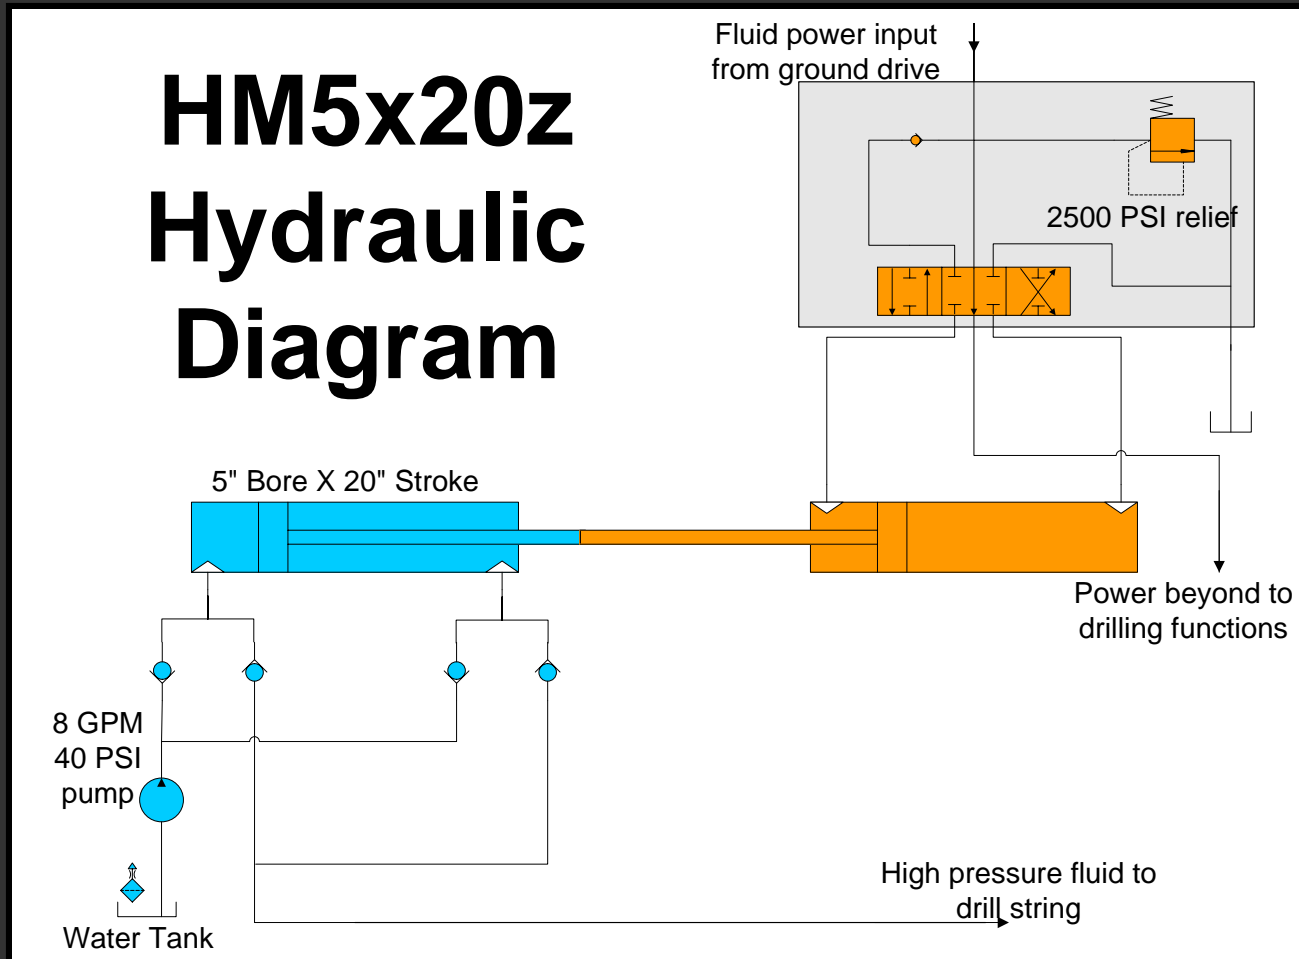 HM5x20z
Hydraulic
Diagram
Fluid power input
from ground drive
2500 PSI relief
5" Bore X 20" Stroke
Power beyond to
drilling functions
8 GPM
40 PSI
pump
High pressure fluid to
drill string
Water Tank